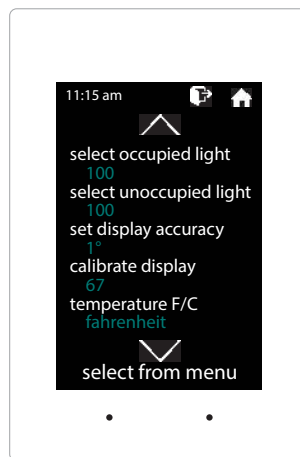 11:15 am
select occupied light
100
select unoccupied light
100
set display accuracy
1°
calibrate display
67
temperature F/C
fahrenheit
select from menu